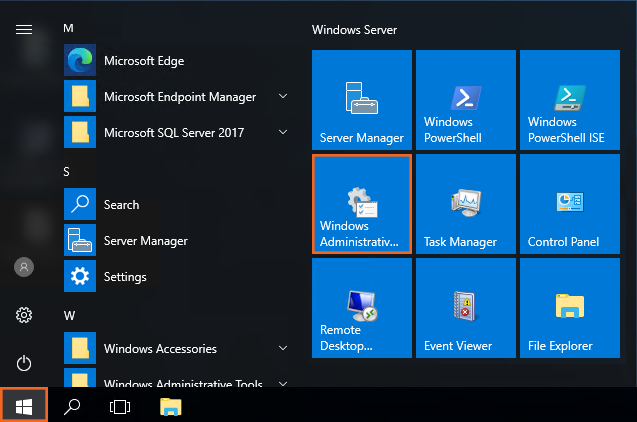 M
Microsoft Edge
Microsoft Endpoint Manager
Microsoft SQL Server 2017
S
Search
Server Manager
Settings
W
Windows Accessories
Windows Administrative Tools
Windows Server
Server Manager
Windows
PowerShell
Windows
PowerShell ISE
Windows
Administrativ...
Task Manager
Control Panel
Remote
Desktop...
Event Viewer
File Explorer